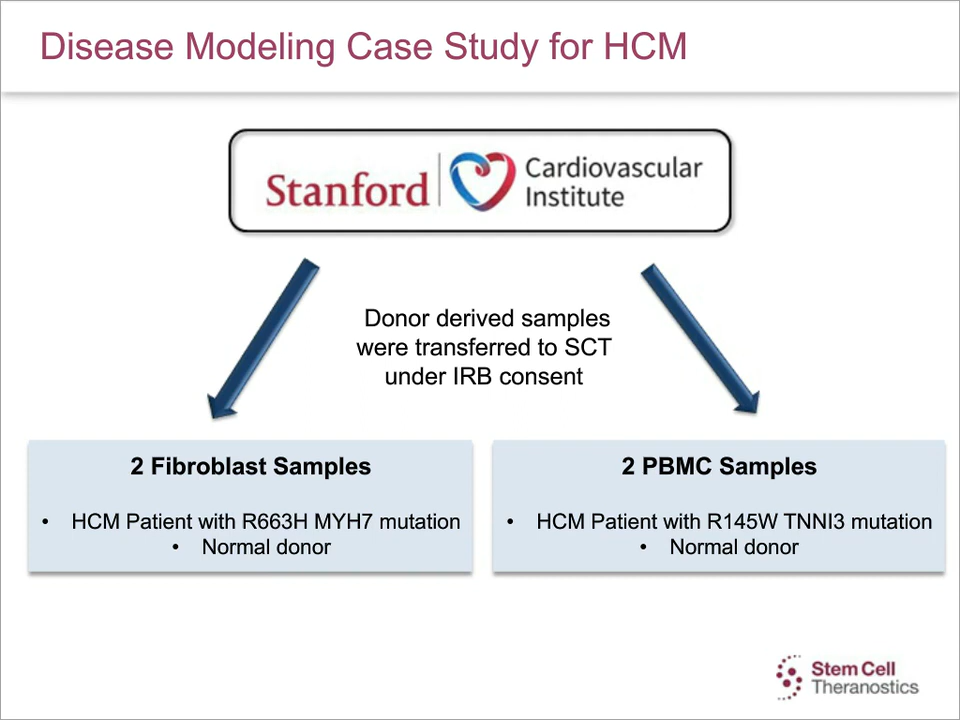 Disease Modeling Case Study for HCM
Stanford
Cardiovascular
Institute
Donor derived samples
were transferred to SCT
under IRB consent
2 Fibroblast Samples
• HCM Patient with R663H MYH7 mutation
• Normal donor
2 PBMC Samples
• HCM Patient with R145W TNNI3 mutation
• Normal donor
Stem Cell
Theranostics